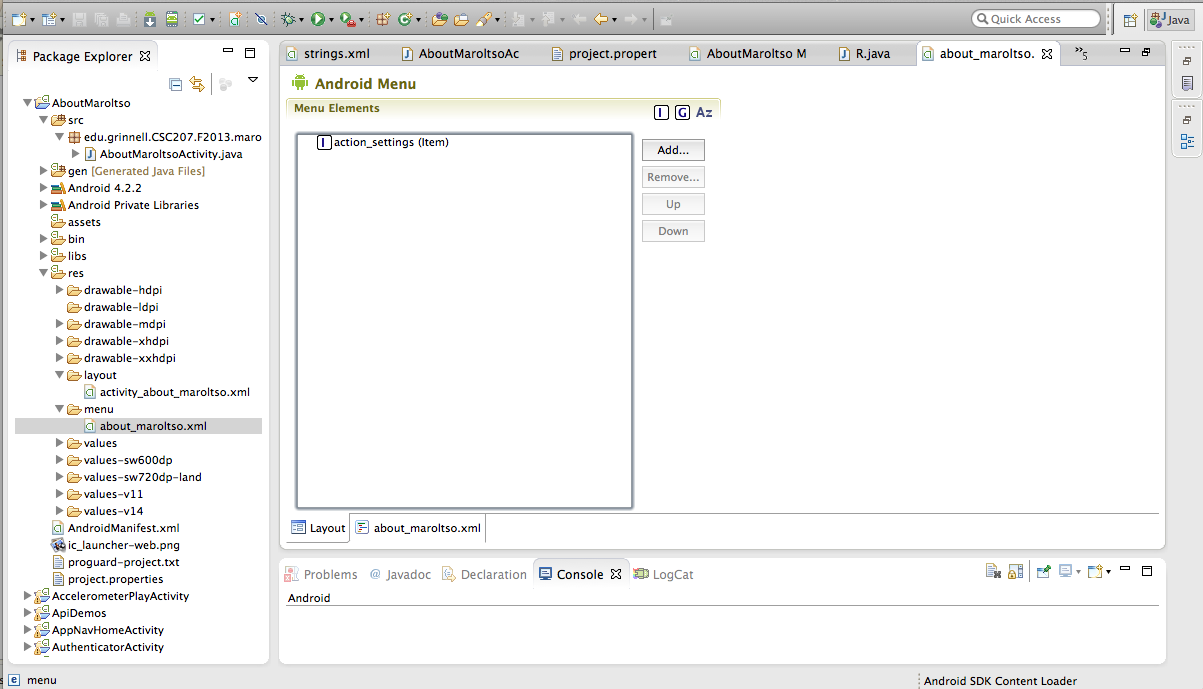 Quick Access
Java
Package Explorer
AboutMaroltso
src
edu.grinnell.CSC207.F2013.maro
AboutMaroltsoActivity.java
gen [Generated Java Files]
Android 4.2.2
Android Private Libraries
assets
bin
libs
res
drawable-hdpi
drawable-ldpi
drawable-mdpi
drawable-xhdpi
drawable-xxhdpi
layout
activity_about_maroltso.xml
menu
about_maroltso.xml
values
values-sw600dp
values-sw720dp-land
values-v11
values-v14
AndroidManifest.xml
ic_launcher-web.png
proguard-project.txt
project.properties
AccelerometerPlayActivity
ApiDemos
AppNavHomeActivity
AuthenticatorActivity
strings.xml AboutMaroltsoAc project.propert AboutMaroltso M R.java about_maroltso. »5
Android Menu
Menu Elements
I G Az
I action_settings (Item)
Add...
Remove...
Up
Down
Layout about_maroltso.xml
Problems @ Javadoc Declaration Console LogCat
Android
menu
Android SDK Content Loader